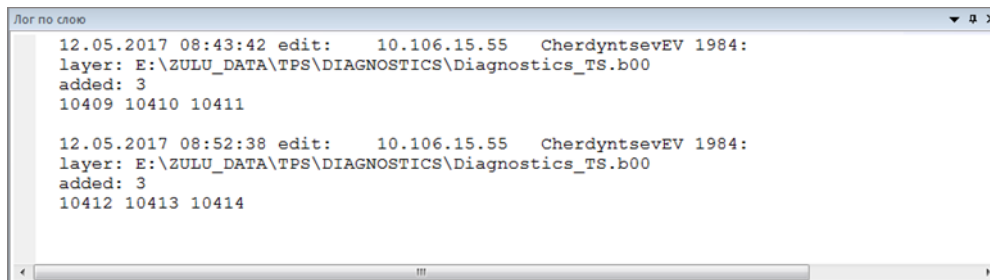 Лог по слою
12.05.2017 08:43:42 edit: 10.106.15.55 CherdyntsevEV 1984:
layer: E:\ZULU_DATA\TPS\DIAGNOSTICS\Diagnostics_TS.b00
added: 3
10409 10410 10411
12.05.2017 08:52:38 edit: 10.106.15.55 CherdyntsevEV 1984:
layer: E:\ZULU_DATA\TPS\DIAGNOSTICS\Diagnostics_TS.b00
added: 3
10412 10413 10414